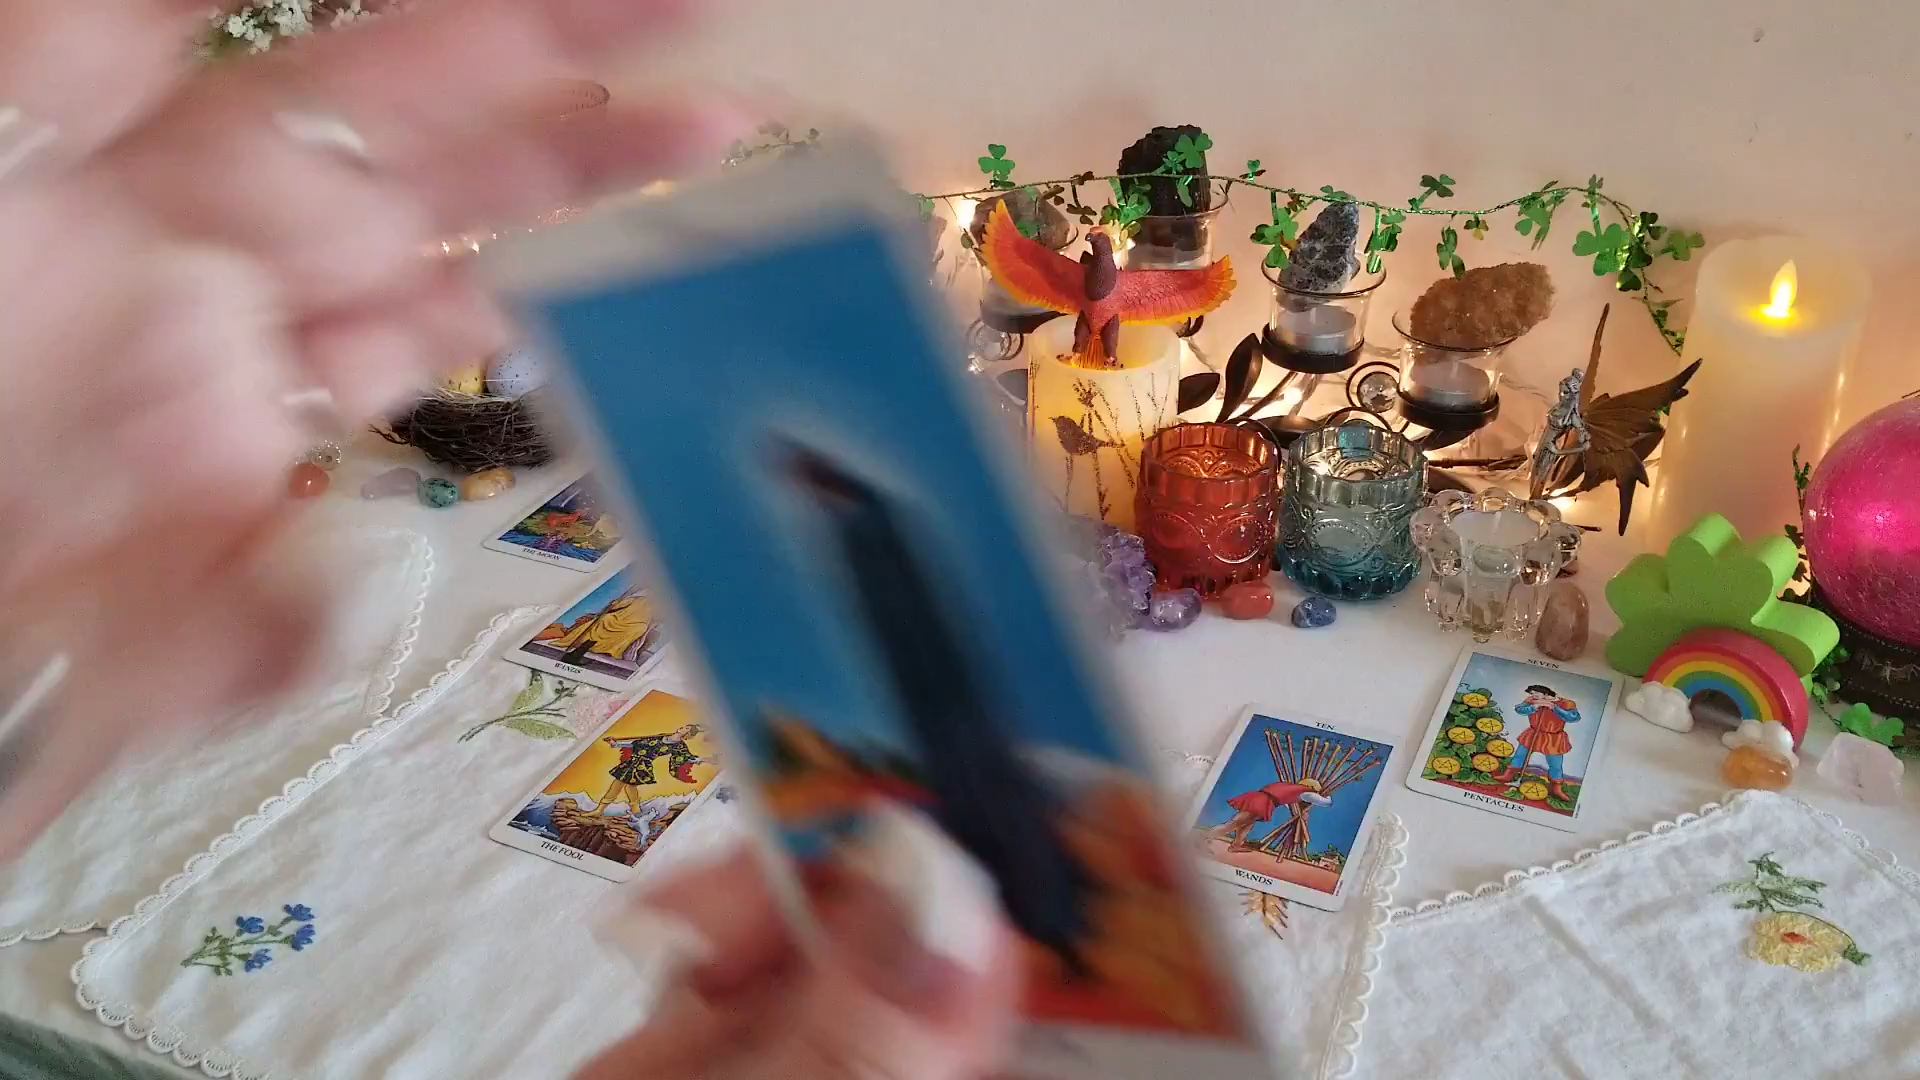 THE MOON
WANDS
THE FOOL
TEN
WANDS
SEVEN
PENTACLES